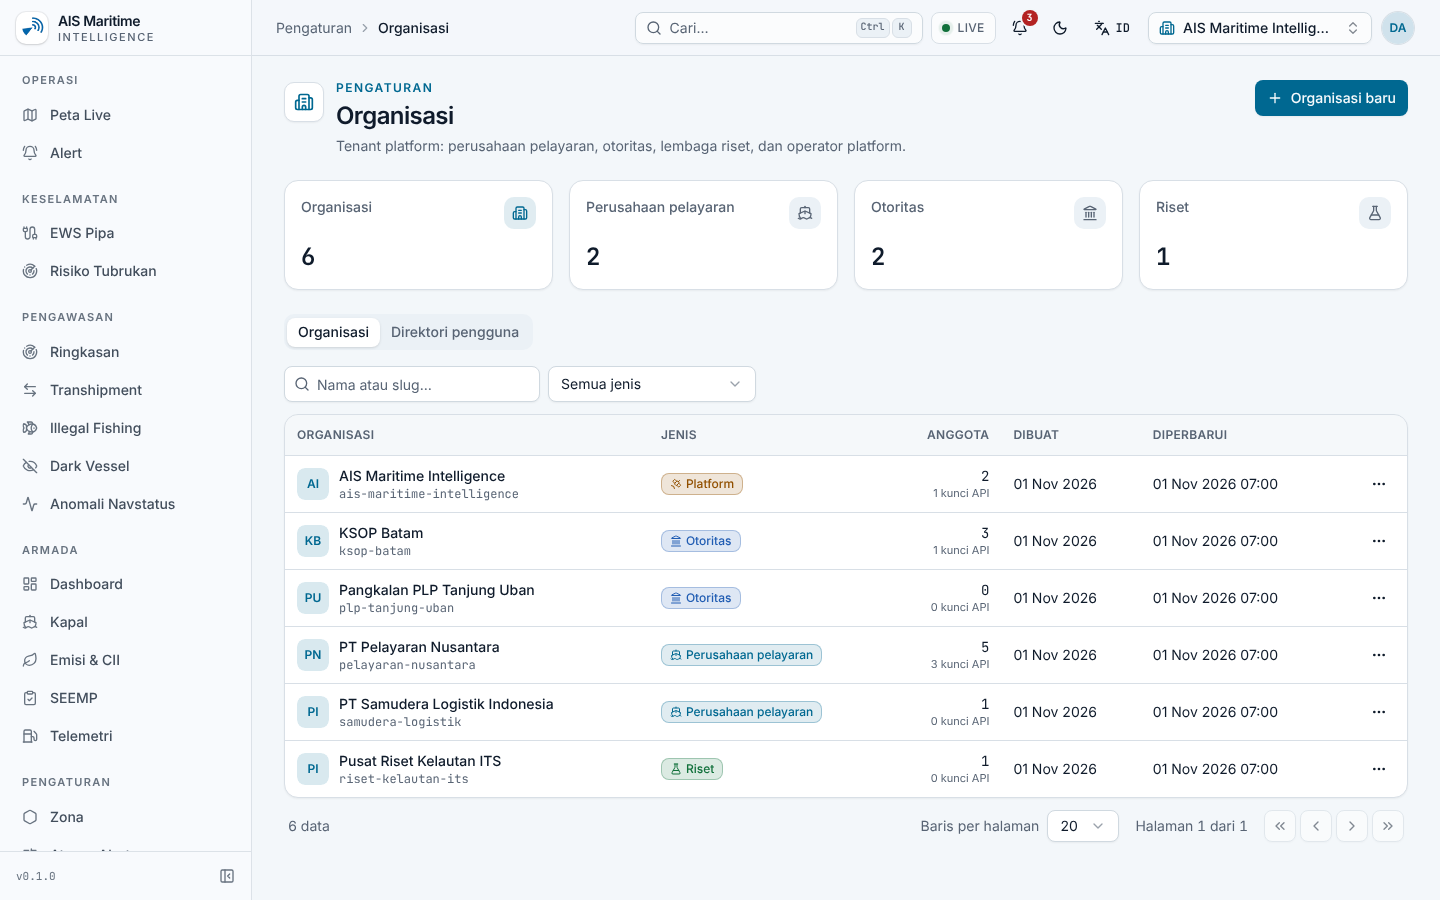 AIS Maritime
INTELLIGENCE
Pengaturan
Organisasi
Cari...
Ctrl K
LIVE
3
ID
AIS Maritime Intellig...
DA
OPERASI
Peta Live
Alert
KESELAMATAN
EWS Pipa
Risiko Tubrukan
PENGAWASAN
Ringkasan
Transhipment
Illegal Fishing
Dark Vessel
Anomali Navstatus
ARMADA
Dashboard
Kapal
Emisi & CII
SEEMP
Telemetri
PENGATURAN
Zona
v0.1.0
PENGATURAN
Organisasi
Tenant platform: perusahaan pelayaran, otoritas, lembaga riset, dan operator platform.
Organisasi baru
Organisasi
6
Perusahaan pelayaran
2
Otoritas
2
Riset
1
Organisasi
Direktori pengguna
Nama atau slug...
Semua jenis
ORGANISASI JENIS ANGGOTA DIBUAT DIPERBARUI
AI AIS Maritime Intelligence Platform 2 01 Nov 2026 01 Nov 2026 07:00
ais-maritime-intelligence 1 kunci API
KB KSOP Batam Otoritas 3 01 Nov 2026 01 Nov 2026 07:00
ksop-batam 1 kunci API
PU Pangkalan PLP Tanjung Uban Otoritas 0 01 Nov 2026 01 Nov 2026 07:00
plp-tanjung-uban 0 kunci API
PN PT Pelayaran Nusantara Perusahaan pelayaran 5 01 Nov 2026 01 Nov 2026 07:00
pelayaran-nusantara 3 kunci API
PI PT Samudera Logistik Indonesia Perusahaan pelayaran 1 01 Nov 2026 01 Nov 2026 07:00
samudera-logistik 0 kunci API
PI Pusat Riset Kelautan ITS Riset 1 01 Nov 2026 01 Nov 2026 07:00
riset-kelautan-its 0 kunci API
6 data
Baris per halaman 20
Halaman 1 dari 1